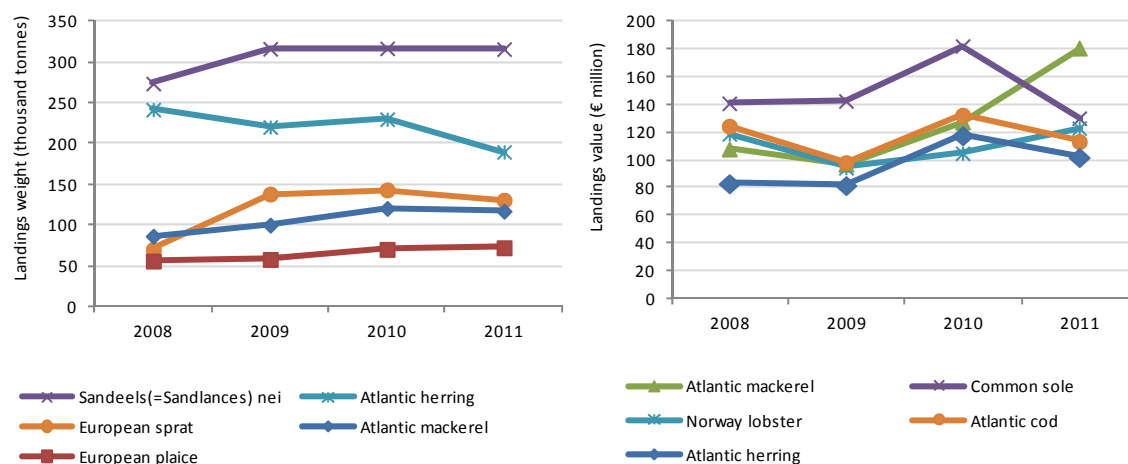 Landings weight (thousand tonnes)
350
300
250
200
150
100
50
0
2008 2009 2010 2011
Sandeels(=Sandlances) nei Atlantic herring
European sprat Atlantic mackerel
European plaice
Landings value (€ million)
200
180
160
140
120
100
80
60
40
20
0
2008 2009 2010 2011
Atlantic mackerel Common sole
Norway lobster Atlantic cod
Atlantic herring